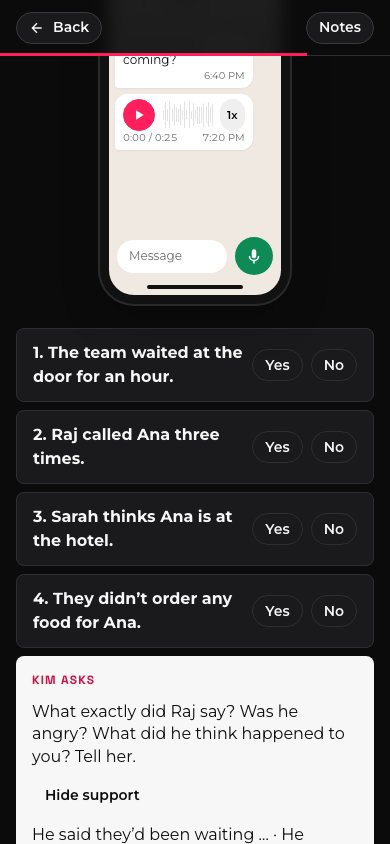 Back
Notes
coming?
6:40 PM
1x
0:00 / 0:25
7:20 PM
Message
1. The team waited at the
door for an hour.
Yes
No
2. Raj called Ana three
times.
Yes
No
3. Sarah thinks Ana is at
the hotel.
Yes
No
4. They didn’t order any
food for Ana.
Yes
No
KIM ASKS
What exactly did Raj say? Was he
angry? What did he think happened to
you? Tell her.
Hide support
He said they’d been waiting ... · He